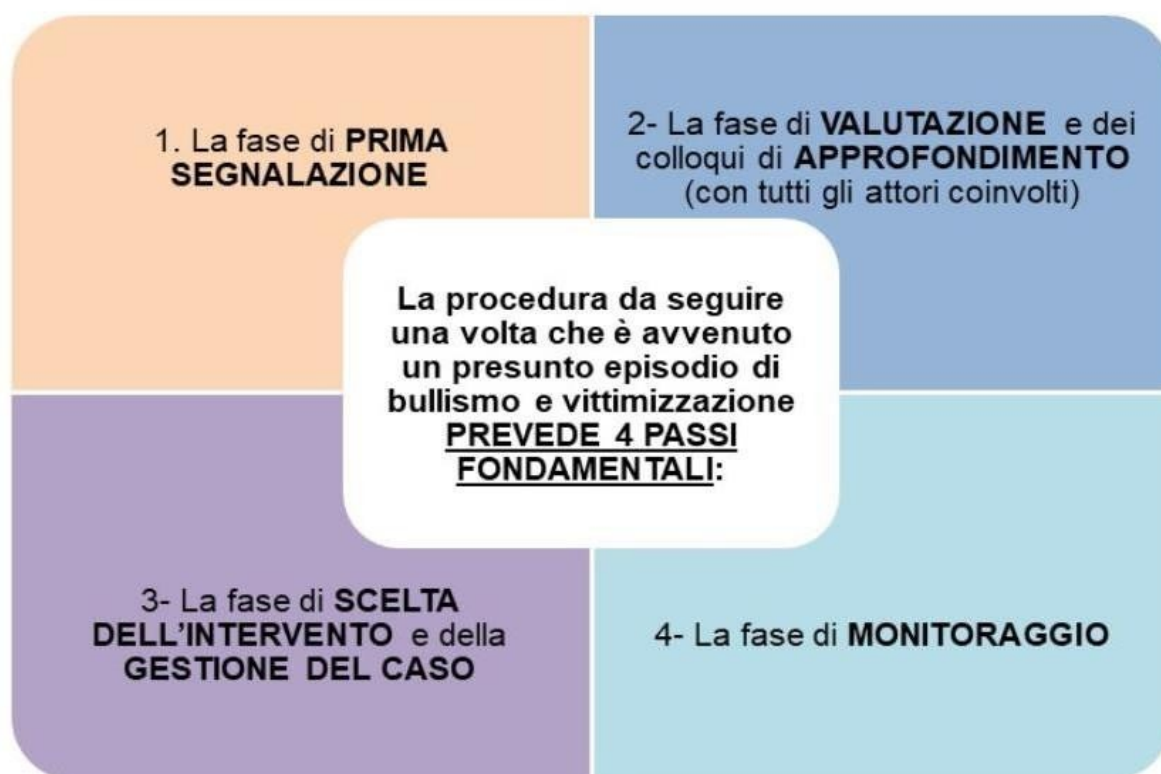 1. La fase di PRIMA
SEGNALAZIONE
2- La fase di VALUTAZIONE e dei
colloqui di APPROFONDIMENTO
(con tutti gli attori coinvolti)
La procedura da seguire
una volta che è avvenuto
un presunto episodio di
bullismo e vittimizzazione
PREVEDE 4 PASSI
FONDAMENTALI:
3- La fase di SCELTA
DELL’INTERVENTO e della
GESTIONE DEL CASO
4- La fase di MONITORAGGIO